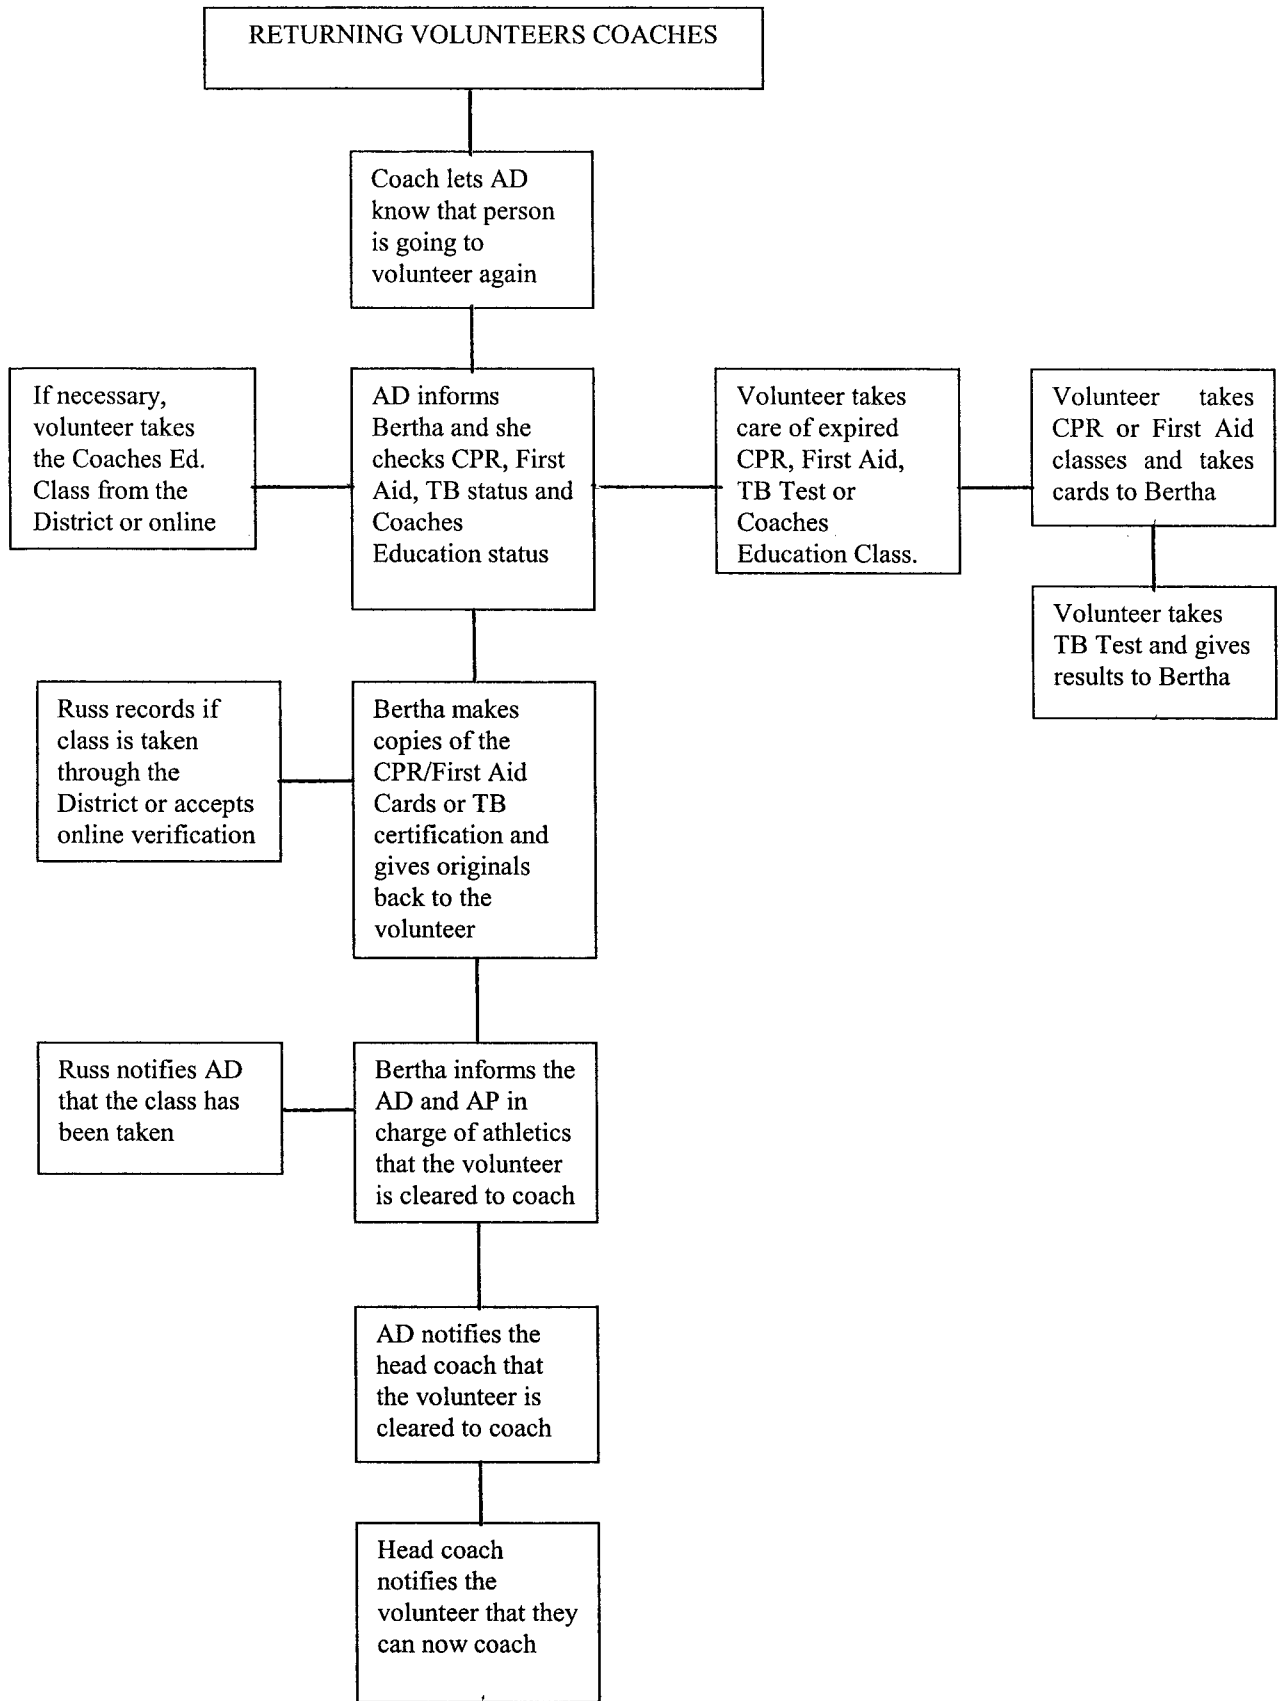 RETURNING VOLUNTEERS COACHES
Coach lets AD
know that person
is going to
volunteer again
If necessary,
volunteer takes
the Coaches Ed.
Class from the
District or online
AD informs
Bertha and she
checks CPR, First
Aid, TB status and
Coaches
Education status
Volunteer takes
care of expired
CPR, First Aid,
TB Test or
Coaches
Education Class.
Volunteer takes
CPR or First Aid
classes and takes
cards to Bertha
Volunteer takes
TB Test and gives
results to Bertha
Russ records if
class is taken
through the
District or accepts
online verification
Bertha makes
copies of the
CPR/First Aid
Cards or TB
certification and
gives originals
back to the
volunteer
Russ notifies AD
that the class has
been taken
Bertha informs the
AD and AP in
charge of athletics
that the volunteer
is cleared to coach
AD notifies the
head coach that
the volunteer is
cleared to coach
Head coach
notifies the
volunteer that they
can now coach